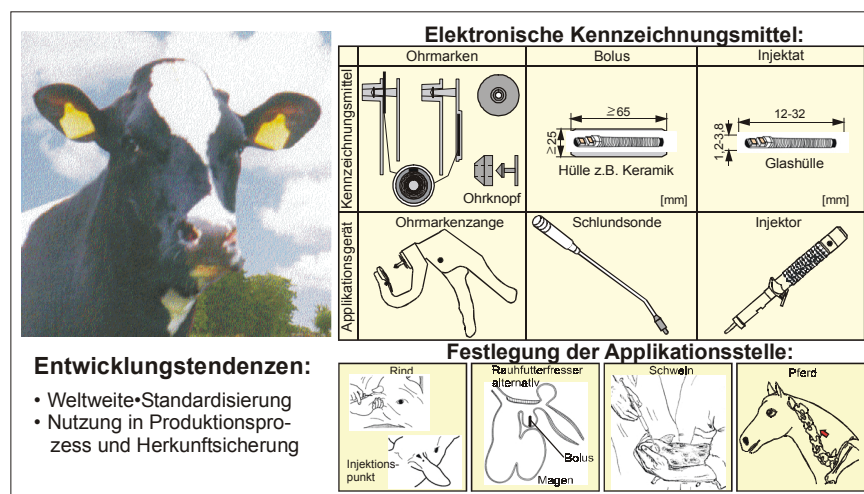 Elektronische Kennzeichnungsmittel:
Ohrmarken
Bolus
Injektat
Kennzeichnungsmittel
Ohrknopf
≥65
≥25
Hülle z.B. Keramik
[mm]
12-32
1,2-3,8
Glashülle
[mm]
Applikationsgerät
Ohrmarkenzange
Schlundsonde
Injektor
Entwicklungstendenzen:
• Weltweite•Standardisierung
• Nutzung in Produktionspro-
zess und Herkunftsicherung
Festlegung der Applikationsstelle:
Rind
Injektions-
punkt
Rauhfutterfresser
alternativ
Bolus
Magen
Schwein
Pferd